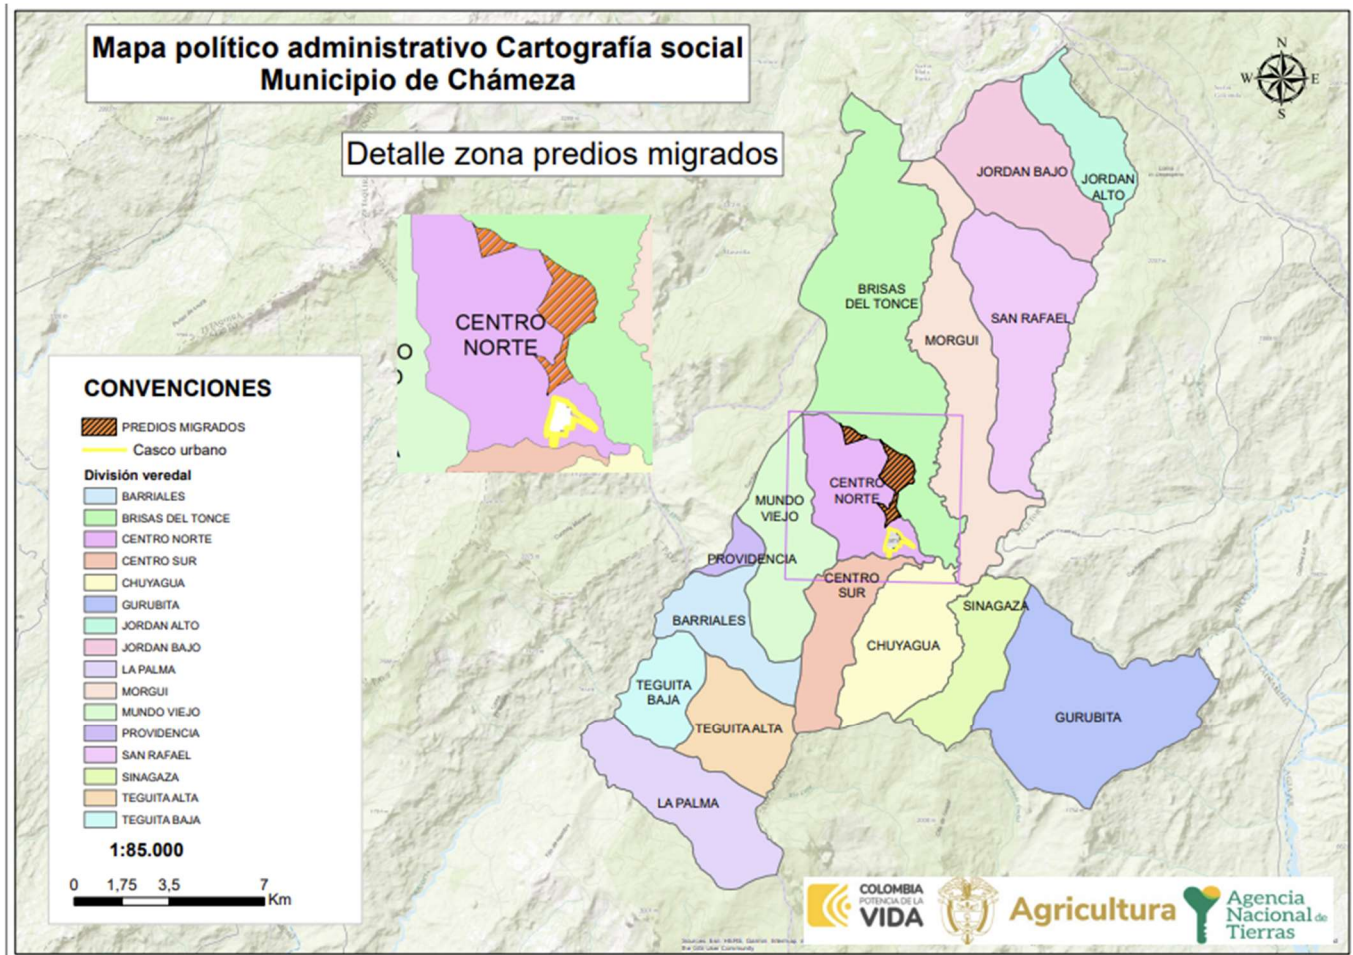 Mapa político administrativo Cartografía social
Municipio de Chámeza
Detalle zona predios migrados
N
W
E
S
JORDAN BAJO
JORDAN
ALTO
BRISAS
DEL TONCE
SAN RAFAEL
MORGUI
CENTRO
NORTE
O
CONVENCIONES
PREDIOS MIGRADOS
Casco urbano
División veredal
BARRIALES
BRISAS DEL TONCE
CENTRO NORTE
CENTRO SUR
CHUYAGUA
GURUBITA
JORDAN ALTO
JORDAN BAJO
LA PALMA
MORGUI
MUNDO VIEJO
PROVIDENCIA
SAN RAFAEL
SINAGAZA
TEGUITA ALTA
TEGUITA BAJA
1:85.000
0 1,75 3,5 7
Km
CENTRO
NORTE
MUNDO
VIEJO
PROVIDENCIA
CENTRO
SUR
SINAGAZA
BARRIALES
CHUYAGUA
TEGUITA
BAJA
TEGUITA ALTA
GURUBITA
LA PALMA
COLOMBIA
POTENCIA DE LA
VIDA
Agricultura
Agencia
Nacional de
Tierras
the GIS User Community